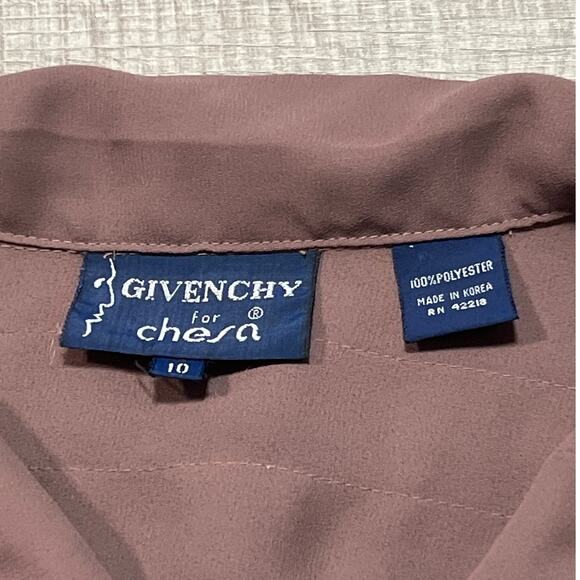 GIVENCHY
for
chesa®
10
100%POLYESTER
MADE IN KOREA
RN 42218